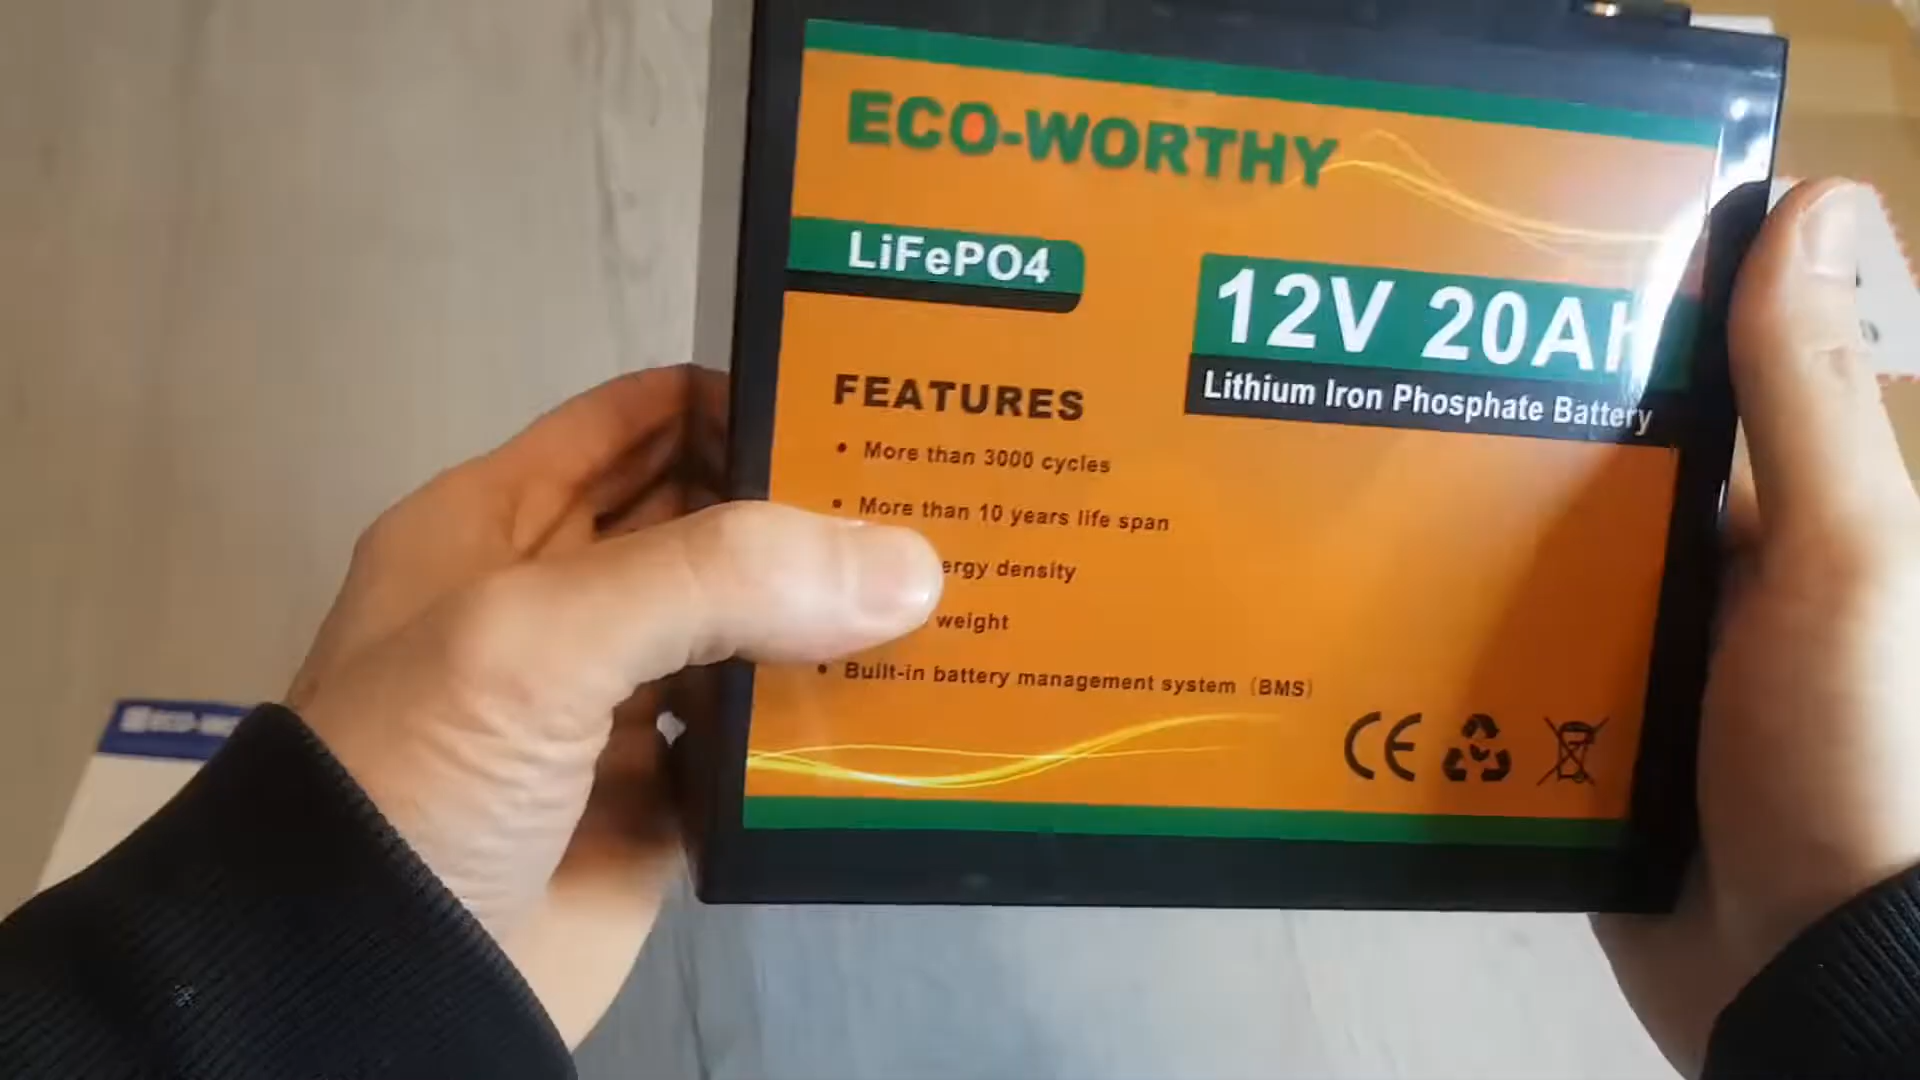 ECO-WORTHY
LiFePO4
12V 20Ah
Lithium Iron Phosphate Battery
FEATURES
• More than 3000 cycles
• More than 10 years life span
density
weight
• Built-in battery management system (BMS)
CE